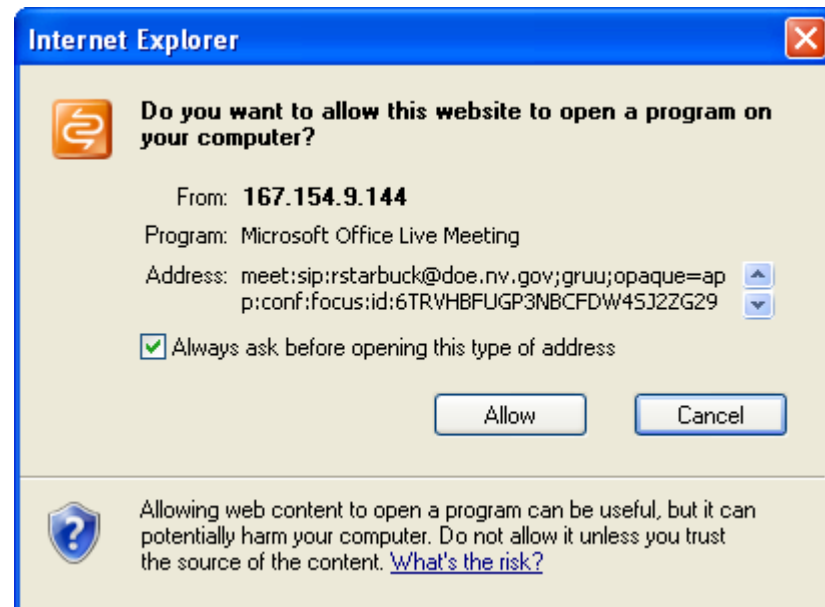 Internet Explorer
Do you want to allow this website to open a program on
your computer?
From: 167.154.9.144
Program: Microsoft Office Live Meeting
Address: meet:sip:rstarbuck@doe.nv.gov;gruu;opaque=ap
p:conf:focus:id:6TRVHBFUGP3NBCFDW45J2ZG29
Always ask before opening this type of address
Allow Cancel
Allowing web content to open a program can be useful, but it can
potentially harm your computer. Do not allow it unless you trust
the source of the content. What's the risk?